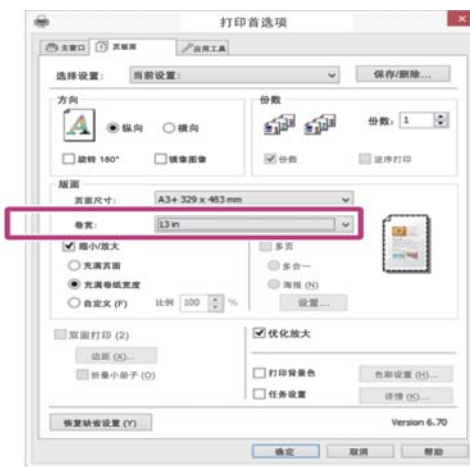 打印首选项
主窗口 页版面 应用工具
选择设置: 当前设置: 保存/删除...
方向
纵向 横向
旋转 180° 镜像图像
份数
份数: 1
份数 逆序打印
版面
页面尺寸: A3+ 329 x 483 mm
卷宽: 13 in
缩小/放大
充满页面
充满卷纸宽度
自定义 (F) 比例 100 %
多页
多合一
海报 (N)
设置...
双面打印 (2)
边距 (X)...
折叠小册子 (O)
优化放大
打印背景色 色彩设置 (H)...
任务设置 详情 (K)...
恢复缺省设置 (Y) Version 6.70
确定 取消 帮助